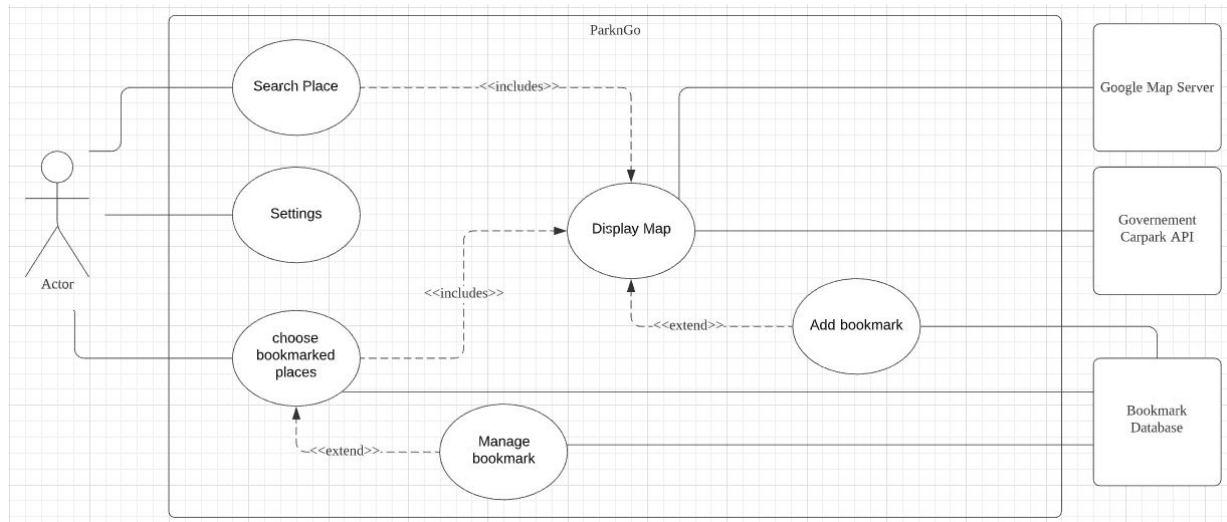 ParknGo
Search Place
<<includes>>
Google Map Server
Settings
Display Map
Governement
Carpark API
Actor
<<includes>>
choose
bookmarked
places
<<extend>>
Add bookmark
Bookmark
Database
<<extend>>
Manage
bookmark